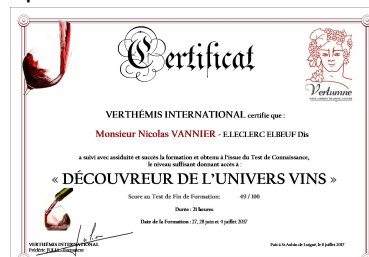 Certificat
Vertumne
VERTHÉMIS INTERNATIONAL certifie que :
Monsieur Nicolas VANNIER - E.LECLERC ELBEUF Dis
a suivi avec assiduité et succès la formation et obtenu à l'issue du Test de Connaissance,
le niveau suffisant donnant accès à :
« DÉCOUVREUR DE L'UNIVERS VINS »
Score au Test de Fin de Formation: 69 / 100
Durée : 21 heures
Date de la Formation : 27, 28 juin et 4 juillet 2017
VERTHÉMIS INTERNATIONAL
Fait à St Aubin de Luigné, le 8 juillet 2017
Frédéric